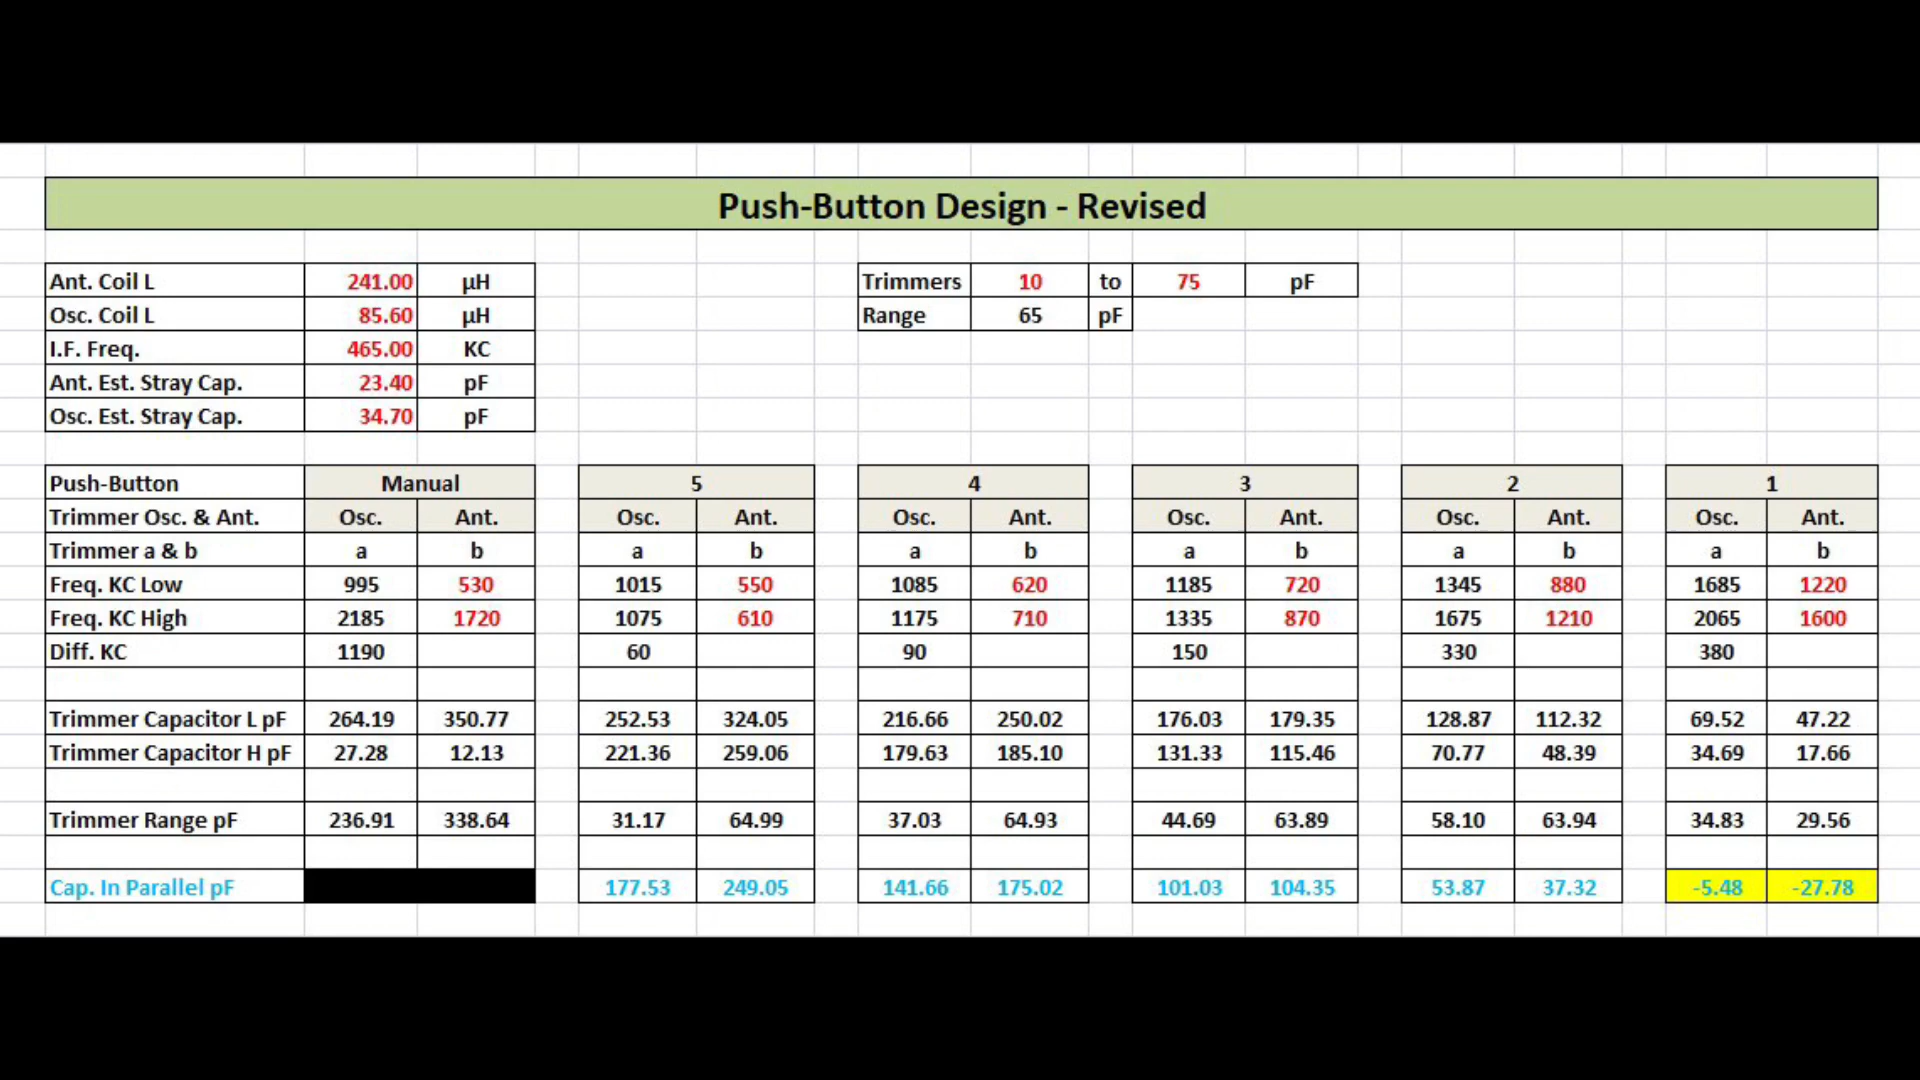 Push-Button Design - Revised
Ant. Coil L 241.00 µH Trimmers 10 to 75 pF
Osc. Coil L 85.60 µH Range 65 pF
I.F. Freq. 465.00 KC
Ant. Est. Stray Cap. 23.40 pF
Osc. Est. Stray Cap. 34.70 pF
Push-Button Manual 5 4 3 2 1
Trimmer Osc. & Ant. Osc. Ant. Osc. Ant. Osc. Ant. Osc. Ant. Osc. Ant. Osc. Ant.
Trimmer a & b a b a b a b a b a b a b
Freq. KC Low 995 530 1015 550 1085 620 1185 720 1345 880 1685 1220
Freq. KC High 2185 1720 1075 610 1175 710 1335 870 1675 1210 2065 1600
Diff. KC 1190 60 90 150 330 380
Trimmer Capacitor L pF 264.19 350.77 252.53 324.05 216.66 250.02 176.03 179.35 128.87 112.32 69.52 47.22
Trimmer Capacitor H pF 27.28 12.13 221.36 259.06 179.63 185.10 131.33 115.46 70.77 48.39 34.69 17.66
Trimmer Range pF 236.91 338.64 31.17 64.99 37.03 64.93 44.69 63.89 58.10 63.94 34.83 29.56
Cap. In Parallel pF 177.53 249.05 141.66 175.02 101.03 104.35 53.87 37.32 -5.48 -27.78